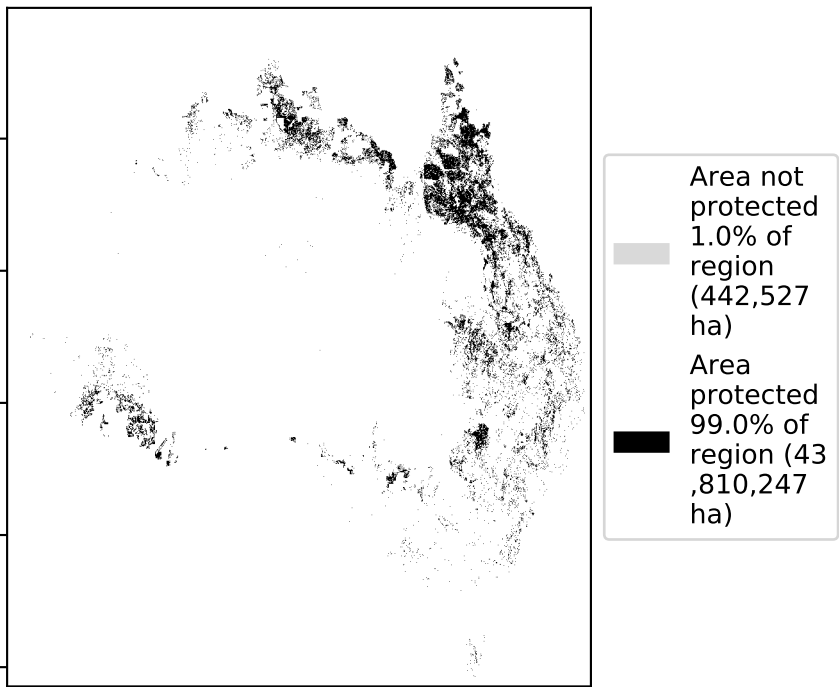 Area not
protected
1.0% of
region
(442,527
ha)
Area
protected
99.0% of
region (43
,810,247
ha)